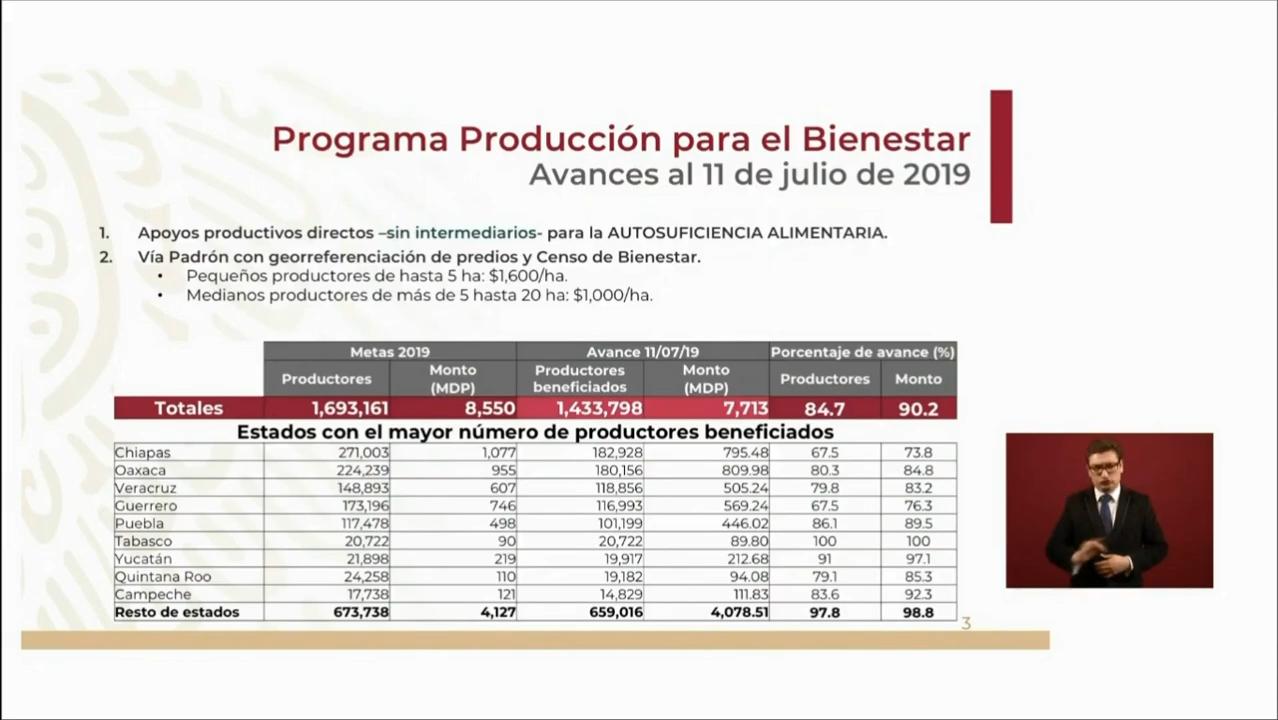 Programa Producción para el Bienestar
Avances al 11 de julio de 2019
1. Apoyos productivos directos –sin intermediarios- para la AUTOSUFICIENCIA ALIMENTARIA.
2. Vía Padrón con georreferenciación de predios y Censo de Bienestar.
• Pequeños productores de hasta 5 ha: $1,600/ha.
• Medianos productores de más de 5 hasta 20 ha: $1,000/ha.
Metas 2019 Avance 11/07/19 Porcentaje de avance (%)
Productores Monto (MDP) Productores beneficiados Monto (MDP) Productores Monto
Totales 1,693,161 8,550 1,433,798 7,713 84.7 90.2
Estados con el mayor número de productores beneficiados
Chiapas 271,003 1,077 182,928 795.48 67.5 73.8
Oaxaca 224,239 955 180,156 809.98 80.3 84.8
Veracruz 148,893 607 118,856 505.24 79.8 83.2
Guerrero 173,196 746 116,993 569.24 67.5 76.3
Puebla 117,478 498 101,199 446.02 86.1 89.5
Tabasco 20,722 90 20,722 89.80 100 100
Yucatán 21,898 219 19,917 212.68 91 97.1
Quintana Roo 24,258 110 19,182 94.08 79.1 85.3
Campeche 17,738 121 14,829 111.83 83.6 92.3
Resto de estados 673,738 4,127 659,016 4,078.51 97.8 98.8
3